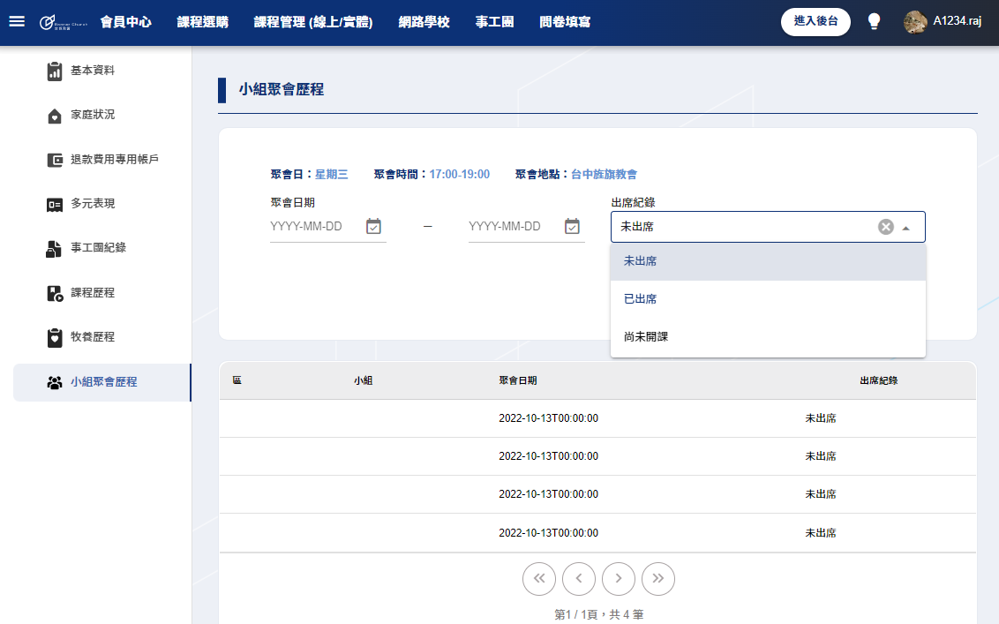 會員中心 課程選購 課程管理 (線上/實體) 網路學校 事工團 問卷填寫 進入後台 A1234.raj
基本資料
家庭狀況
退款費用專用帳戶
多元表現
事工團紀錄
課程歷程
牧養歷程
小組聚會歷程
小組聚會歷程
聚會日：星期三 聚會時間：17:00-19:00 聚會地點：台中旌旗教會
聚會日期 出席紀錄
YYYY-MM-DD — YYYY-MM-DD 未出席
未出席
已出席
尚未開課
區 小組 聚會日期 出席紀錄
2022-10-13T00:00:00 未出席
2022-10-13T00:00:00 未出席
2022-10-13T00:00:00 未出席
2022-10-13T00:00:00 未出席
第1 / 1頁，共 4 筆